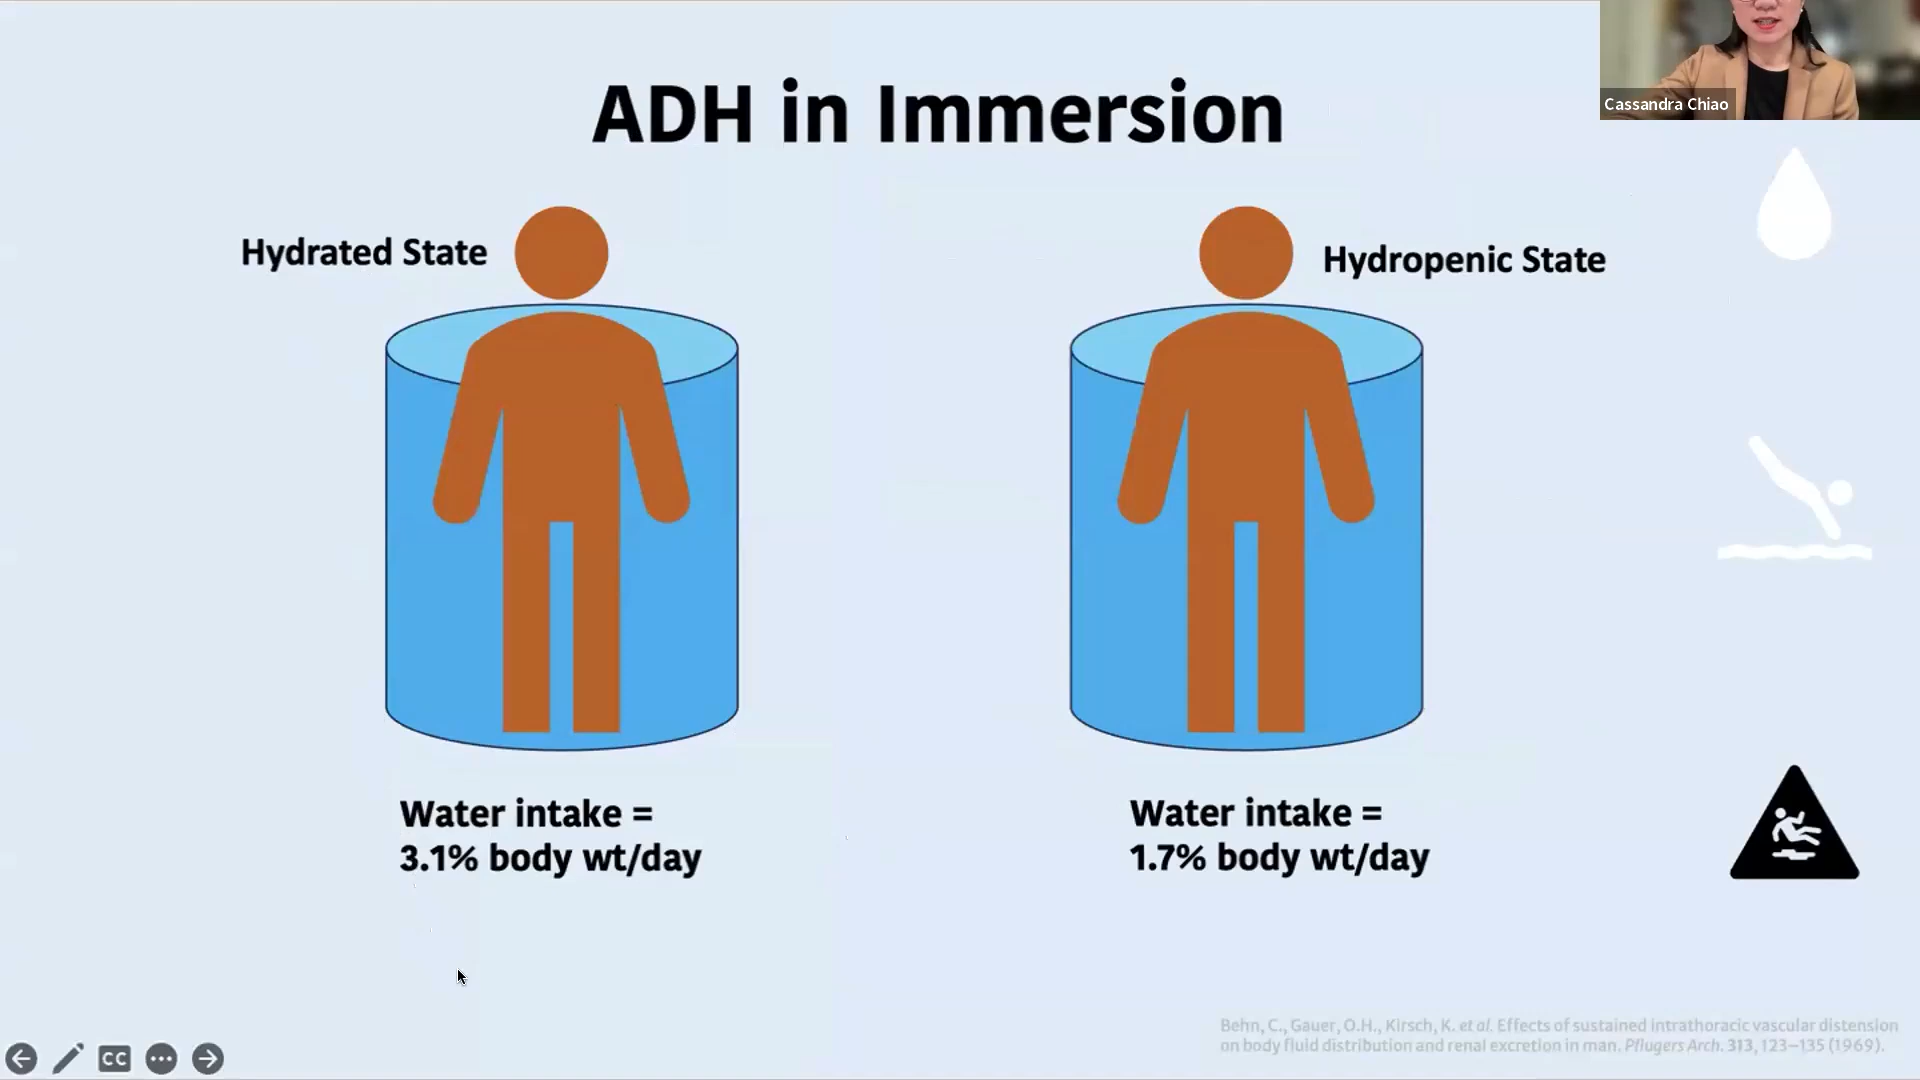 ADH in Immersion
Cassandra Chiao
Hydrated State
Hydropenic State
Water intake =
3.1% body wt/day
Water intake =
1.7% body wt/day
Behn, C., Gauer, O.H., Kirsch, K. et al. Effects of sustained intrathoracic vascular distension
on body fluid distribution and renal excretion in man. Pflugers Arch. 313, 123–135 (1969).
CC